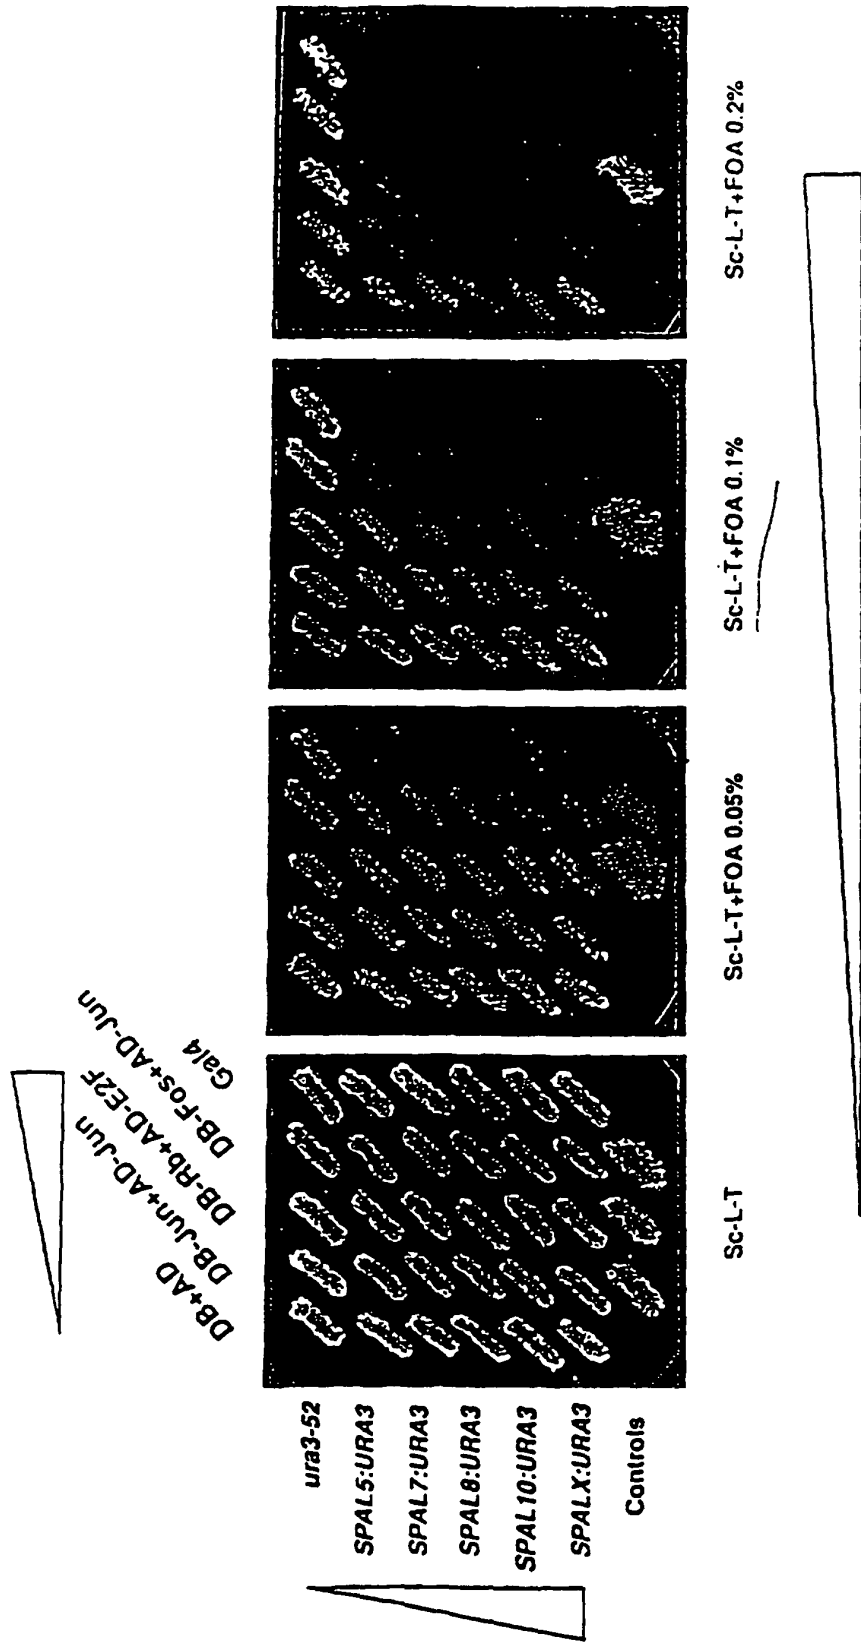 DB+AD
DB-Jun+AD-Jun
DB-Rb+AD-E2F
DB-Fos+AD-Jun
Gal4
ura3-52
SPAL5:URA3
SPAL7:URA3
SPAL8:URA3
SPAL10:URA3
SPALX:URA3
Controls
Sc-L-T
Sc-L-T+FOA 0.05%
Sc-L-T+FOA 0.1%
Sc-L-T+FOA 0.2%